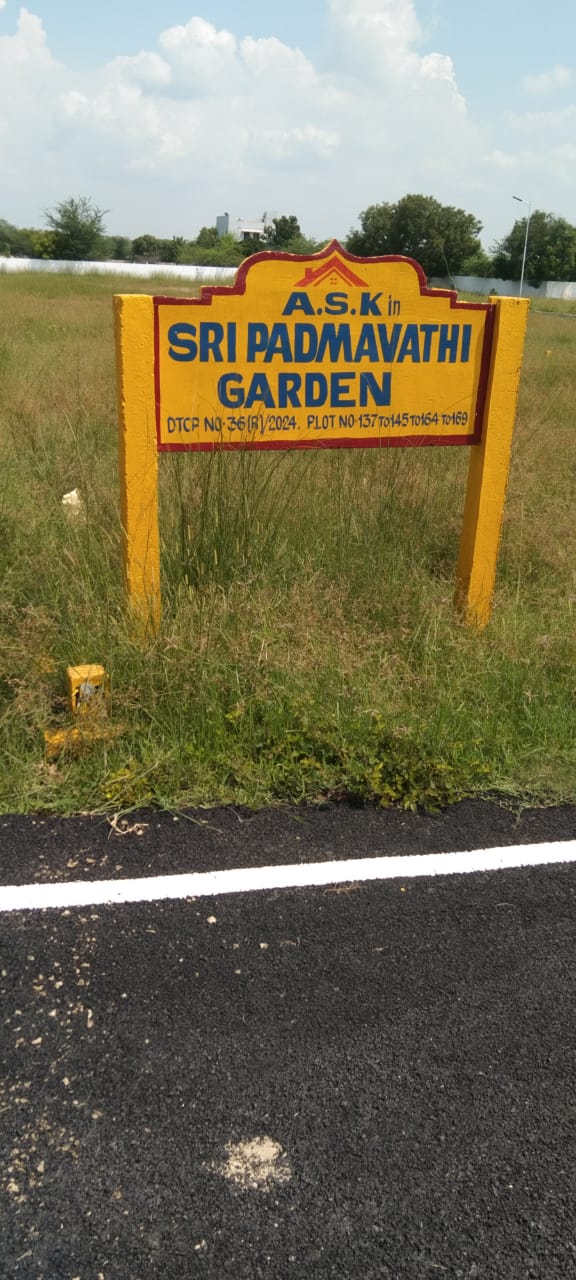 A.S.K in
SRI PADMAVATHI
GARDEN
DTCP NO-36(R)/2024. PLOT NO-137 TO 145 TO 164 TO 169